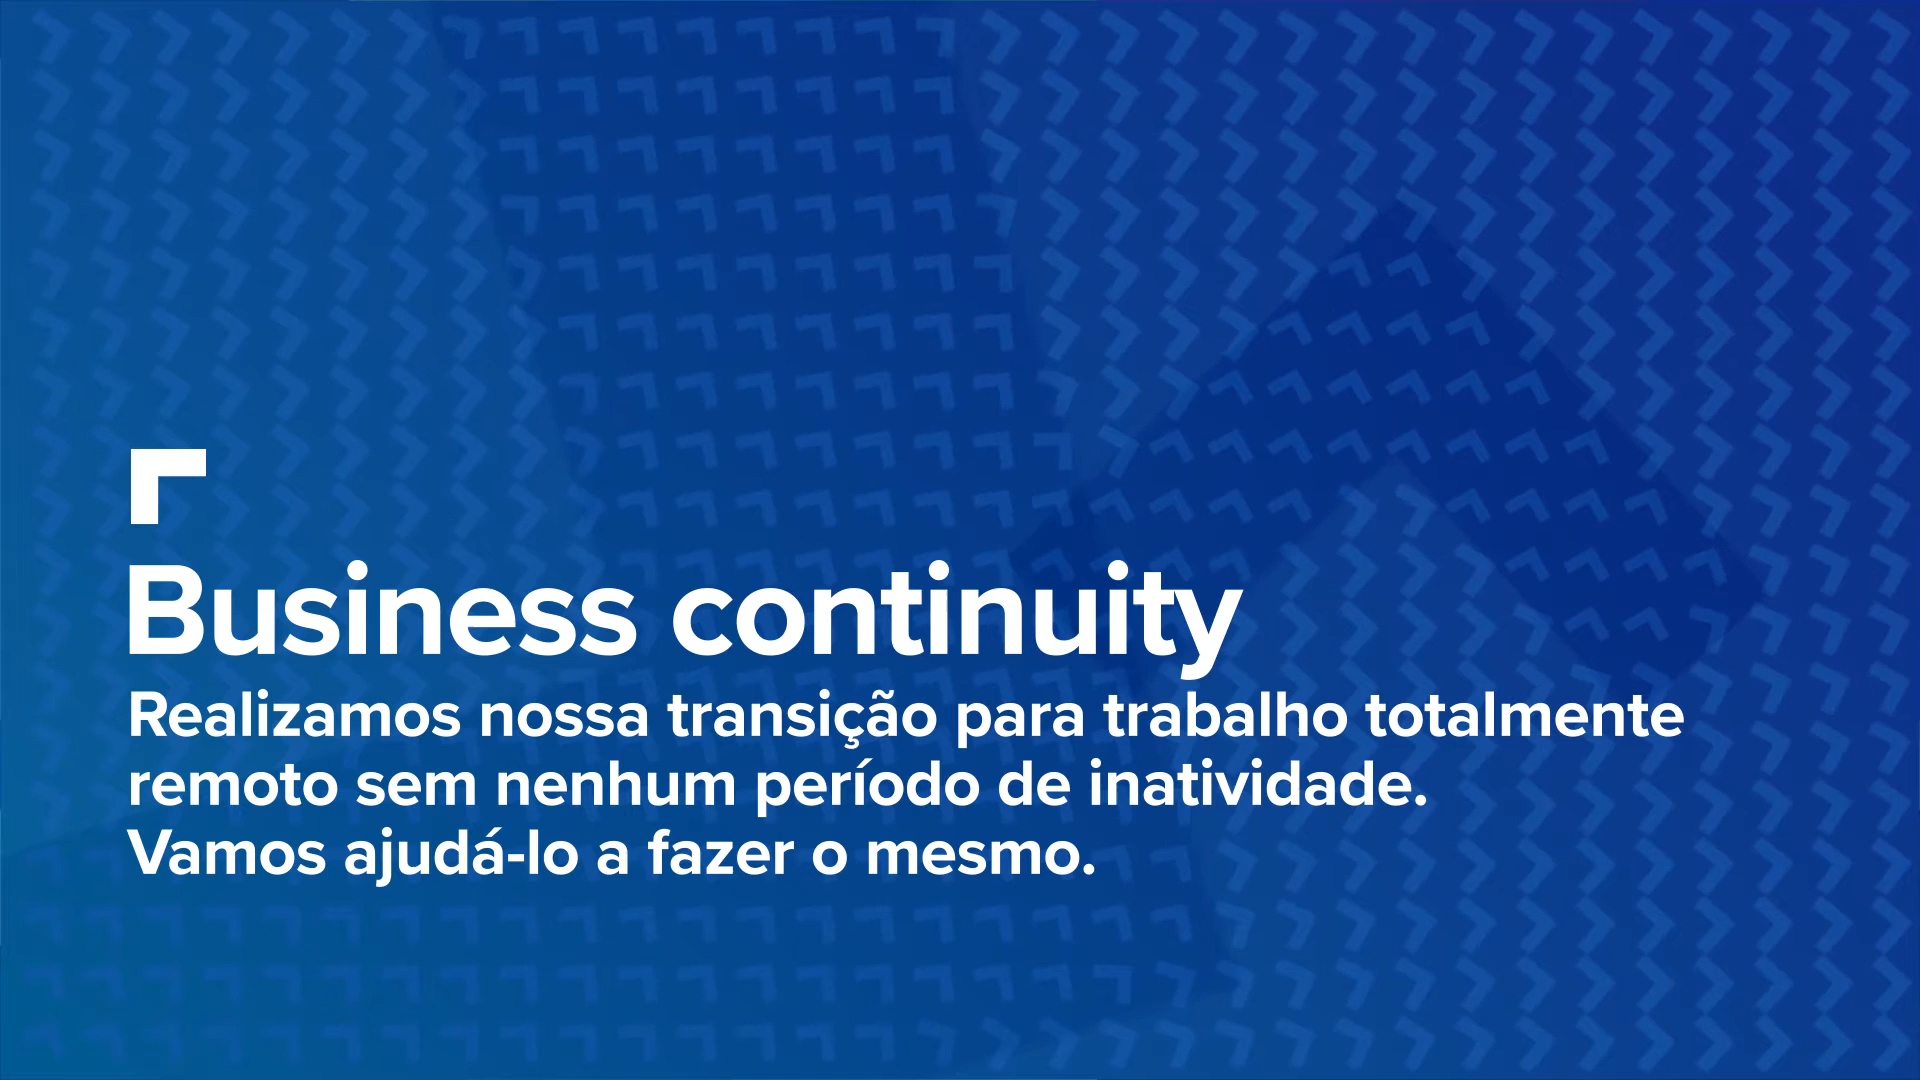 Business continuity
Realizamos nossa transição para trabalho totalmente
remoto sem nenhum período de inatividade.
Vamos ajudá-lo a fazer o mesmo.